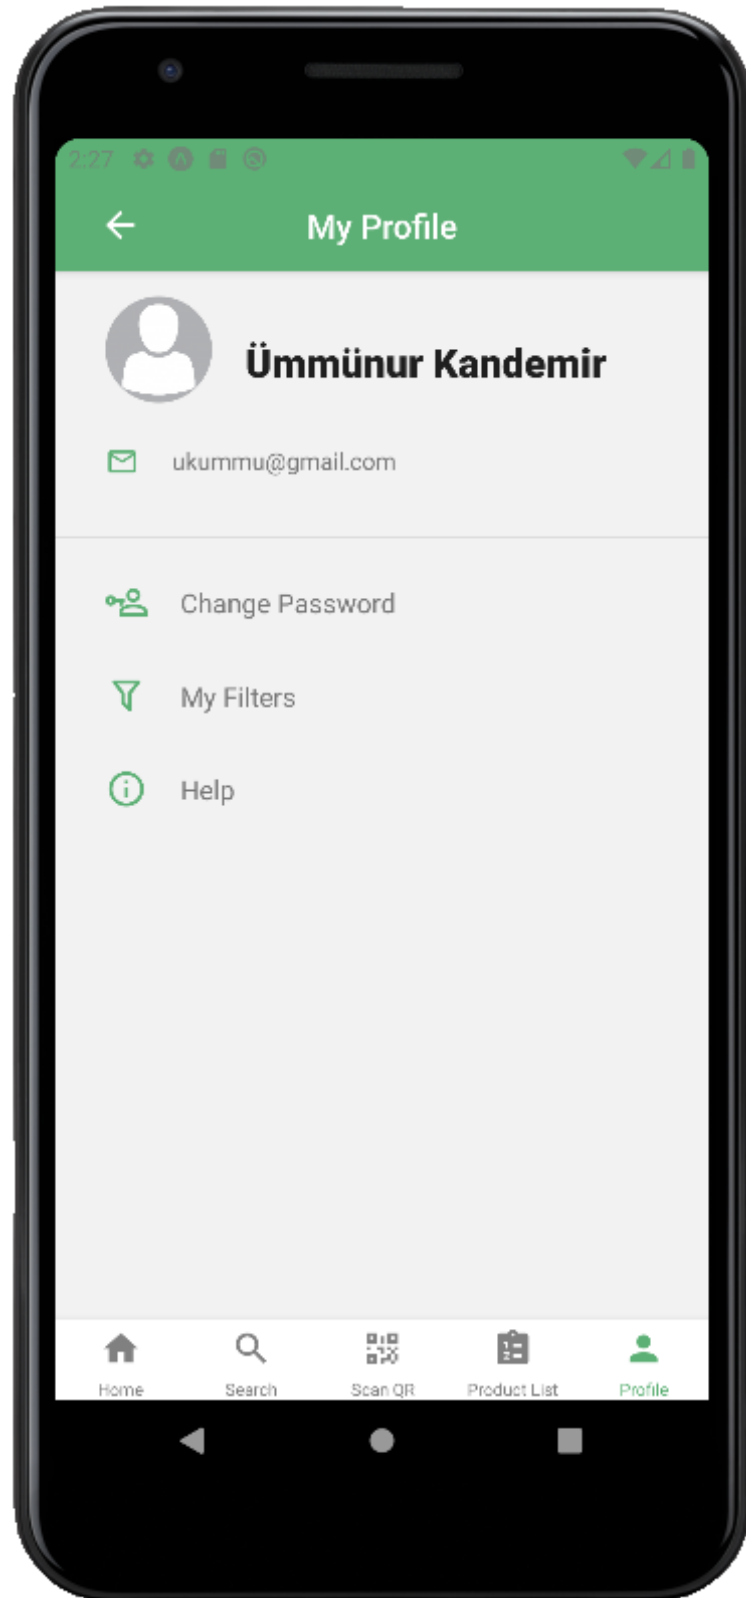 2:27
My Profile
Ümmünur Kandemir
ukummu@gmail.com
Change Password
My Filters
Help
Home Search Scan QR Product List Profile